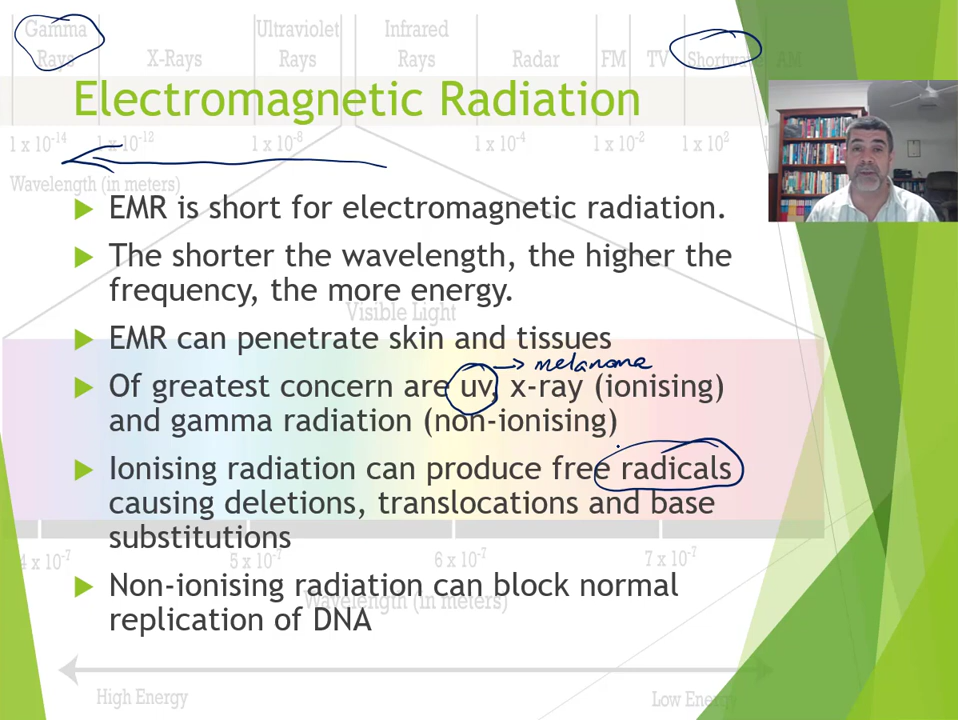 Gamma Rays
X-Rays
Ultraviolet Rays
Infrared Rays
Radar
FM
TV
AM
Electromagnetic Radiation
1 x 10-14
1 x 10-12
1 x 10-8
1 x 10-4
1 x 10-2
1 x 102
Wavelength (in meters)
▶ EMR is short for electromagnetic radiation.
▶ The shorter the wavelength, the higher the
frequency, the more energy.
Visible Light
▶ EMR can penetrate skin and tissues
→ melanoma
▶ Of greatest concern are uv, x-ray (ionising)
and gamma radiation (non-ionising)
▶ Ionising radiation can produce free radicals
causing deletions, translocations and base
substitutions
4 x 10-7
5 x 10-7
6 x 10-7
7 x 10-7
▶ Non-ionising radiation can block normal
Wavelength (in meters)
replication of DNA
High Energy
Low Energy